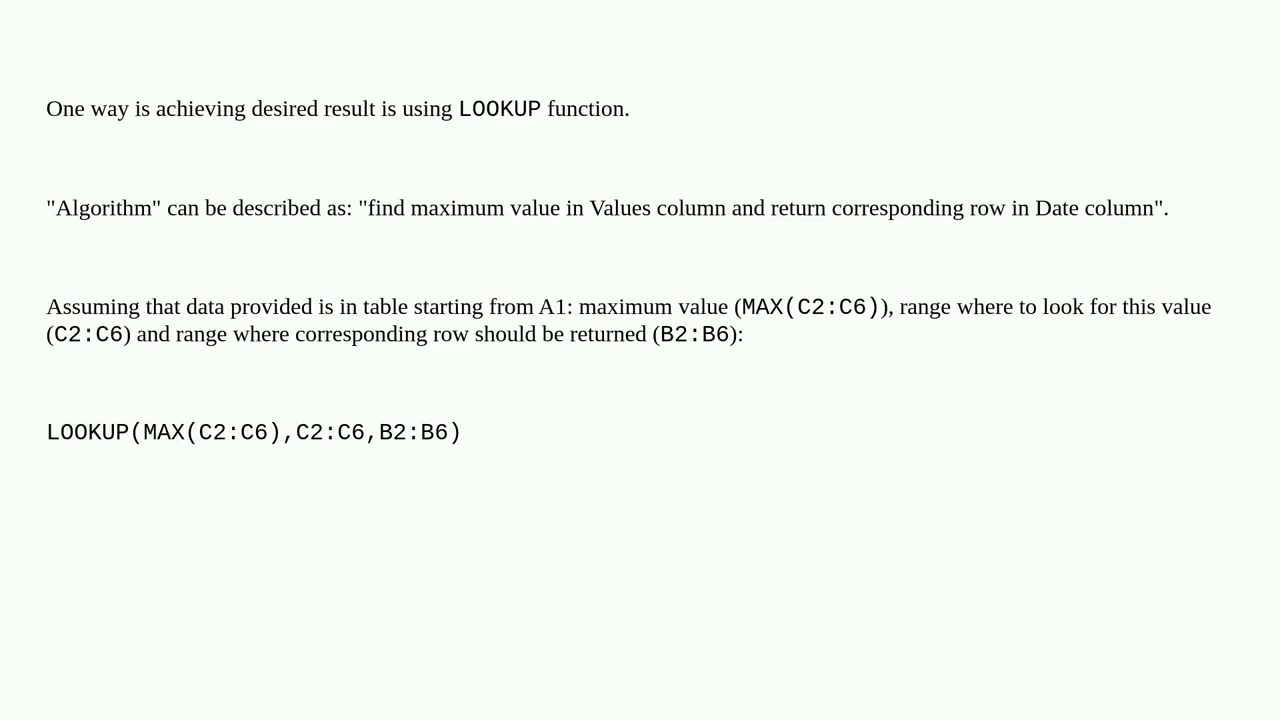 One way is achieving desired result is using LOOKUP function.
"Algorithm" can be described as: "find maximum value in Values column and return corresponding row in Date column".
Assuming that data provided is in table starting from A1: maximum value (MAX(C2:C6)), range where to look for this value
(C2:C6) and range where corresponding row should be returned (B2:B6):
LOOKUP(MAX(C2:C6),C2:C6,B2:B6)